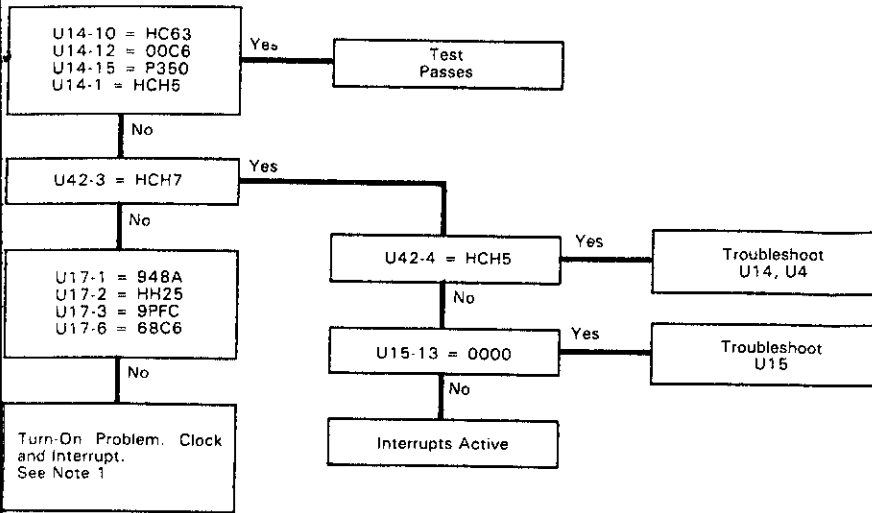 U14-10 = HC63
U14-12 = 00C6
U14-15 = P350
U14-1 = HCH5
Yes
Test
Passes
No
U42-3 = HCH7
Yes
No
U17-1 = 948A
U17-2 = HH25
U17-3 = 9PFC
U17-6 = 68C6
No
Turn-On Problem. Clock
and Interrupt.
See Note 1
U42-4 = HCH5
Yes
Troubleshoot
U14, U4
No
U15-13 = 0000
Yes
Troubleshoot
U15
No
Interrupts Active